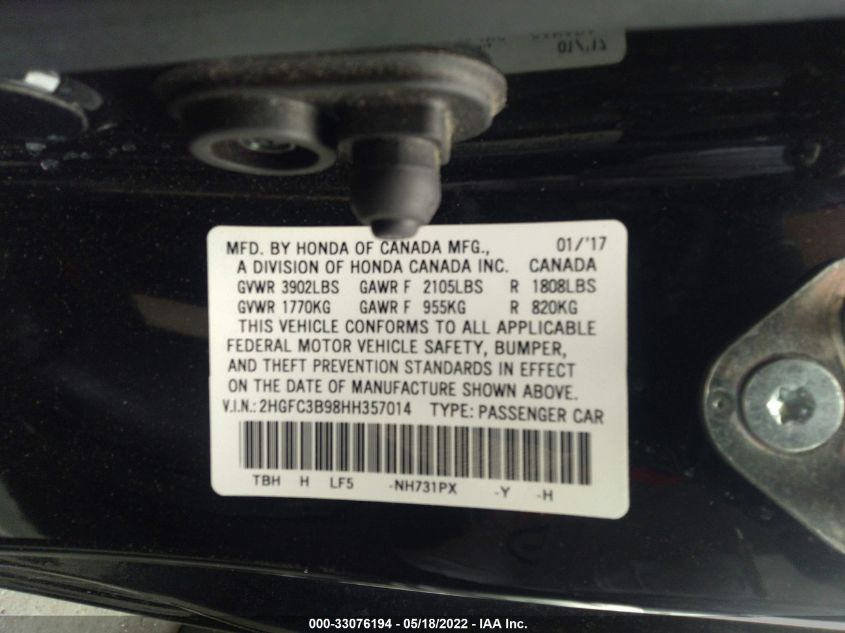 10/'17
MFD. BY HONDA OF CANADA MFG., 01/'17
A DIVISION OF HONDA CANADA INC. CANADA
GVWR 3902LBS GAWR F 2105LBS R 1808LBS
GVWR 1770KG GAWR F 955KG R 820KG
THIS VEHICLE CONFORMS TO ALL APPLICABLE
FEDERAL MOTOR VEHICLE SAFETY, BUMPER,
AND THEFT PREVENTION STANDARDS IN EFFECT
ON THE DATE OF MANUFACTURE SHOWN ABOVE.
V.I.N.: 2HGFC3B98HH357014 TYPE: PASSENGER CAR
TBH H LF5 -NH731PX -Y -H
000-33076194 - 05/18/2022 - IAA Inc.